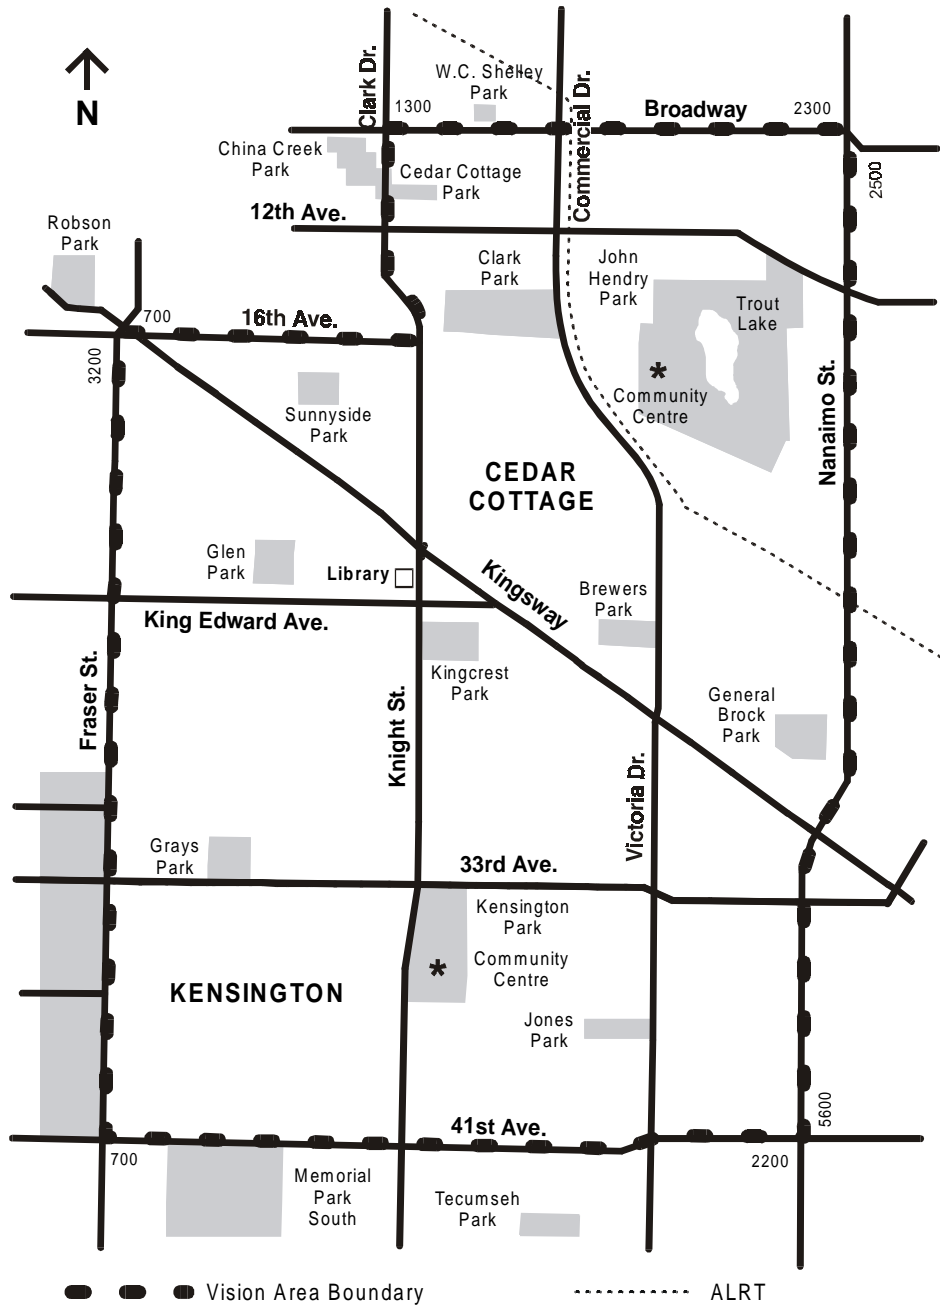 W.C. Shelley
Park
Clark Dr.
Commercial Dr.
N
1300
Broadway
2300
China Creek
Park
Cedar Cottage
Park
2500
12th Ave.
Robson
Park
Clark
Park
John
Hendry
Park
Trout
Lake
700
16th Ave.
3200
*
Community
Centre
Nanaimo St.
Sunnyside
Park
CEDAR
COTTAGE
Glen
Park
Library
Kingsway
Brewers
Park
King Edward Ave.
Kingcrest
Park
Fraser St.
Knight St.
General
Brock
Park
Victoria Dr.
Grays
Park
33rd Ave.
Kensington
Park
*
Community
Centre
KENSINGTON
Jones
Park
5600
41st Ave.
700
2200
Memorial
Park
South
Tecumseh
Park
Vision Area Boundary
ALRT